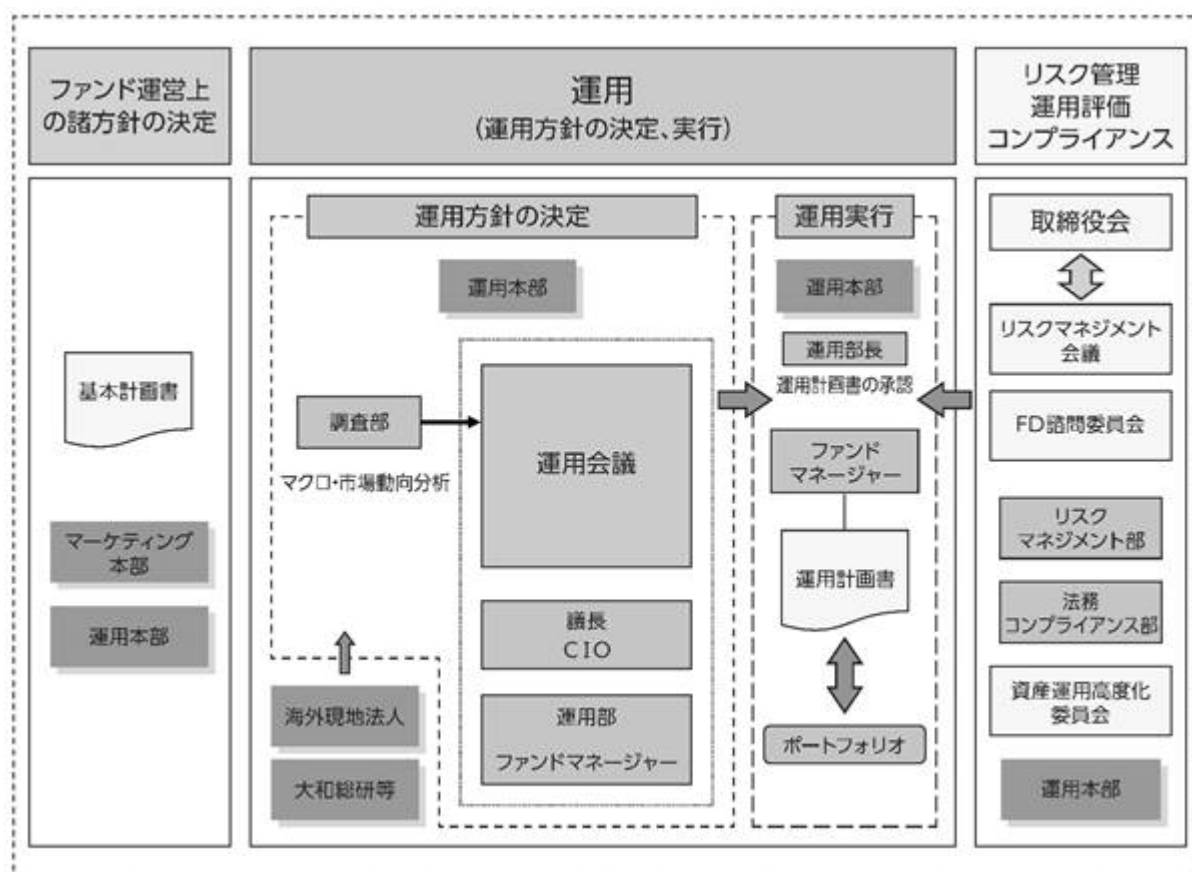 ファンド運営上
の諸方針の決定
運用
(運用方針の決定、実行)
リスク管理
運用評価
コンプライアンス
基本計画書
マーケティング
本部
運用本部
運用方針の決定
運用本部
調査部
マクロ・市場動向分析
運用会議
議長
CIO
運用部
ファンドマネージャー
海外現地法人
大和総研等
運用実行
運用本部
運用部長
運用計画書の承認
ファンド
マネージャー
運用計画書
ポートフォリオ
取締役会
リスクマネジメント
会議
FD諮問委員会
リスク
マネジメント部
法務
コンプライアンス部
資産運用高度化
委員会
運用本部